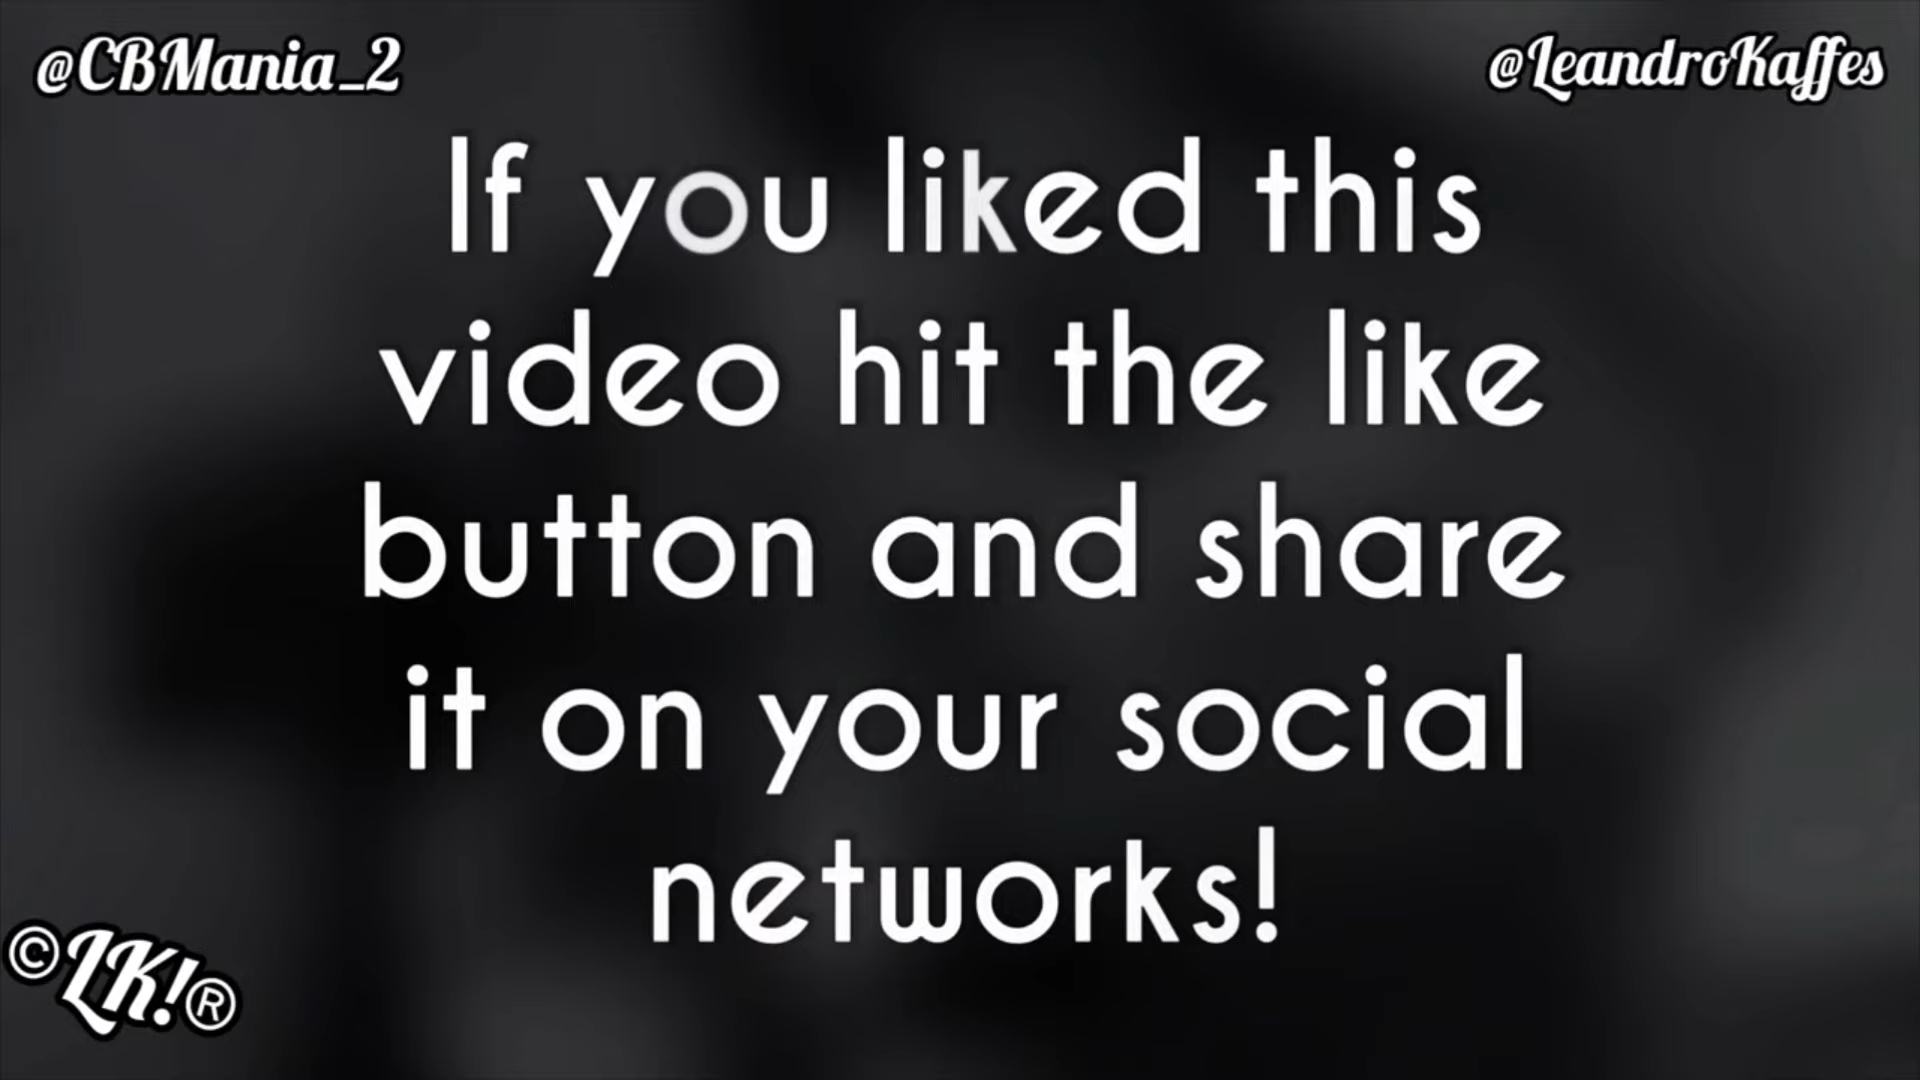 @CBMania_2
@LeandroKaffes
If you liked this
video hit the like
button and share
it on your social
networks!
©LK!®